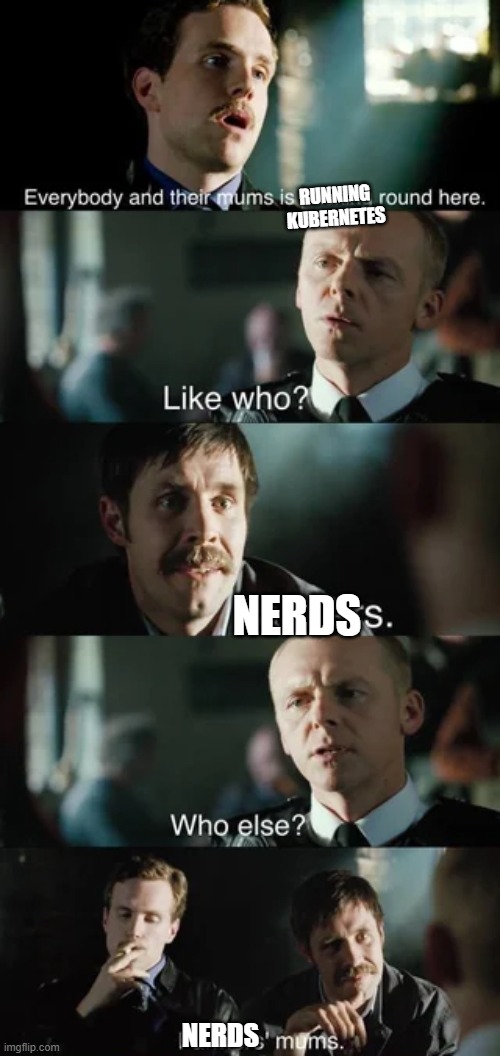 Everybody and their mums is RUNNING round here.
KUBERNETES
Like who?
NERDS s.
Who else?
NERDS s' mums.
imgflip.com